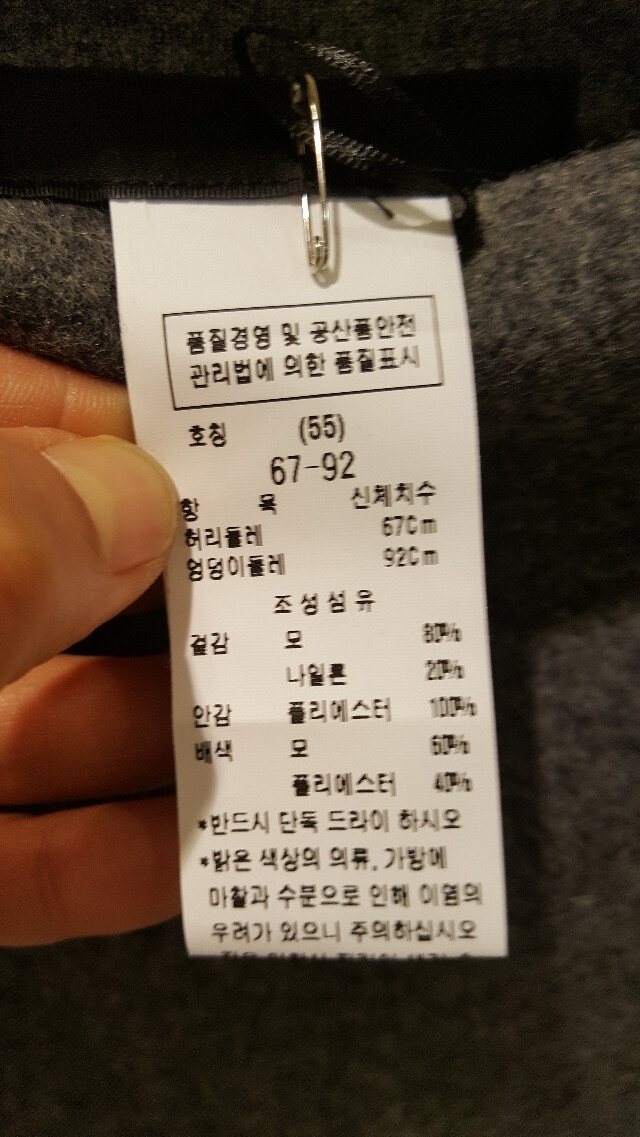 품질경영 및 공산품안전
관리법에 의한 품질표시
호칭 (55)
67-92
항 목 신체치수
허리둘레 67Cm
엉덩이둘레 92Cm
조성섬유
겉감 모 80%
나일론 20%
안감 폴리에스터 100%
배색 모 60%
폴리에스터 40%
*반드시 단독 드라이 하시오
*밝은 색상의 의류, 가방에
마찰과 수분으로 인해 이염의
우려가 있으니 주의하십시오